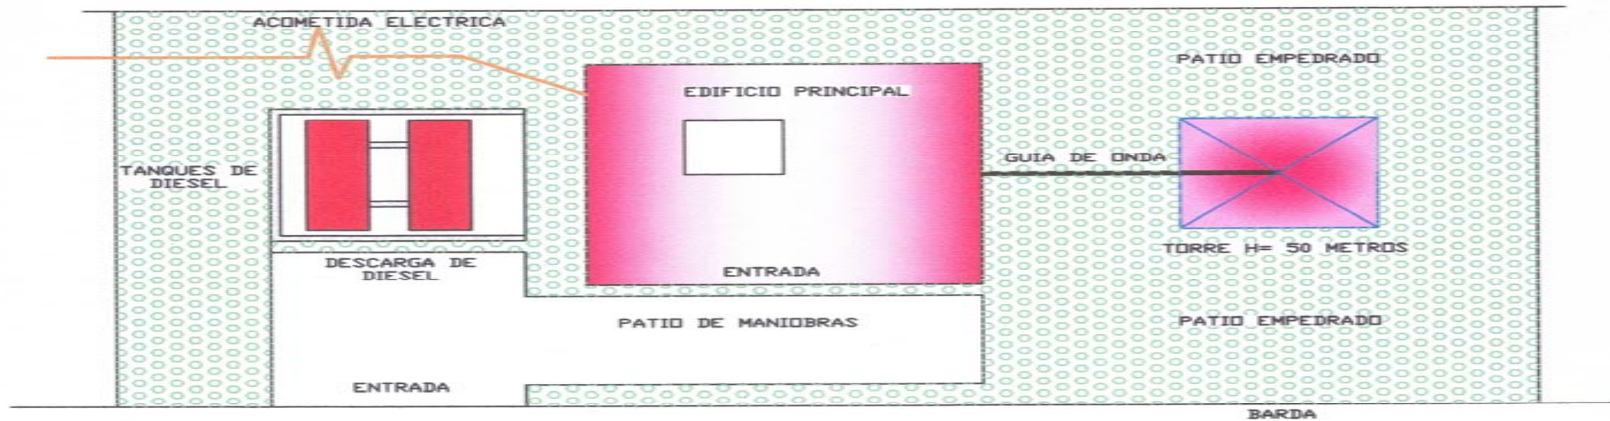 ACOMETIDA ELECTRICA
PATIO EMPEDRADO
EDIFICIO PRINCIPAL
GUIA DE ONDA
TANQUES DE
DIESEL
TORRE H= 50 METROS
DESCARGA DE
DIESEL
ENTRADA
PATIO DE MANIOBRAS
PATIO EMPEDRADO
ENTRADA
BARDA